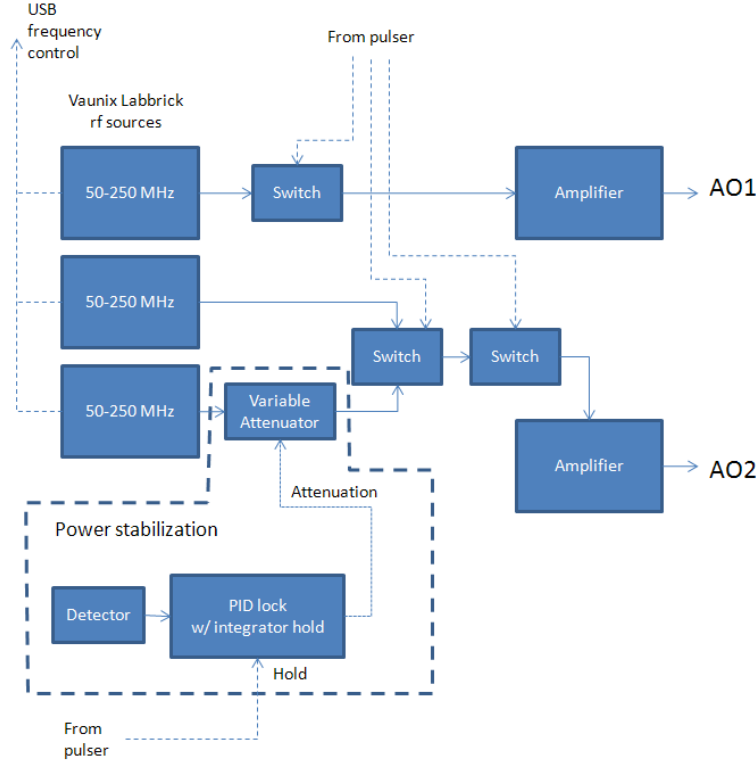 USB
frequency
control
From pulser
Vaunix Labbrick
rf sources
50-250 MHz
Switch
Amplifier
AO1
50-250 MHz
Switch
Switch
50-250 MHz
Variable
Attenuator
Amplifier
AO2
Attenuation
Power stabilization
Detector
PID lock
w/ integrator hold
Hold
From
pulser